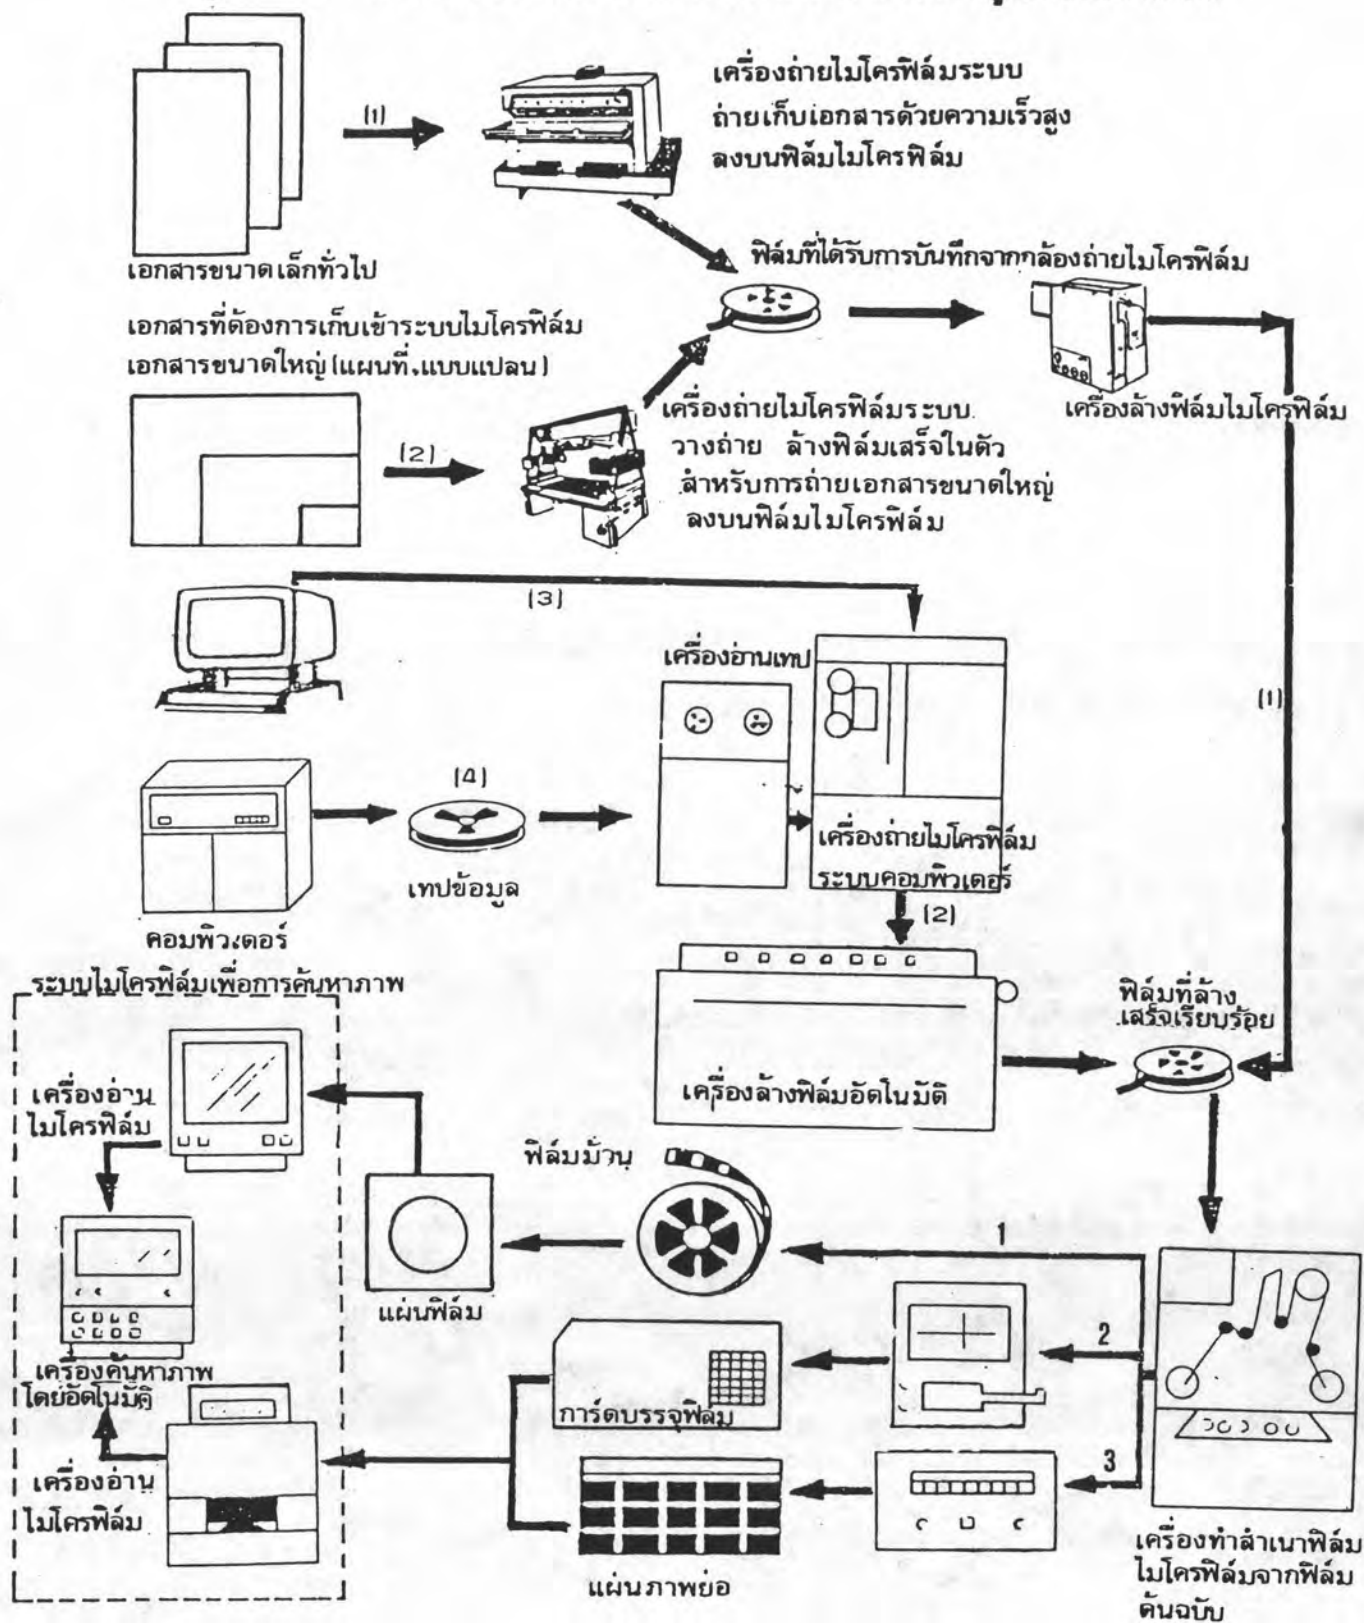 (1)
เครื่องถ่ายไมโครฟิล์มระบบ
ถ่ายเก็บเอกสารด้วยความเร็วสูง
ลงบนฟิล์มไมโครฟิล์ม
เอกสารขนาดเล็กทั่วไป
ฟิล์มที่ได้รับการบันทึกจากกล้องถ่ายไมโครฟิล์ม
เอกสารที่ต้องการเก็บเข้าระบบไมโครฟิล์ม
เอกสารขนาดใหญ่ (แผนที่,แบบแปลน)
เครื่องล้างฟิล์มไมโครฟิล์ม
(2)
เครื่องถ่ายไมโครฟิล์มระบบ
วางถ่าย ล้างฟิล์มเสร็จในตัว
สำหรับการถ่ายเอกสารขนาดใหญ่
ลงบนฟิล์มไมโครฟิล์ม
(3)
เครื่องอ่านเทป
(1)
(4)
เทปข้อมูล
เครื่องถ่ายไมโครฟิล์ม
ระบบคอมพิวเตอร์
(2)
คอมพิวเตอร์
ระบบไมโครฟิล์มเพื่อการค้นหาภาพ
ฟิล์มที่ล้าง
เสร็จเรียบร้อย
เครื่องล้างฟิล์มอัตโนมัติ
เครื่องอ่าน
ไมโครฟิล์ม
ฟิล์มม้วน
1
แผ่นฟิล์ม
2
เครื่องค้นหาภาพ
โดยอัตโนมัติ
การ์ดบรรจุฟิล์ม
3
เครื่องอ่าน
ไมโครฟิล์ม
แผ่นภาพย่อ
เครื่องทำสำเนาฟิล์ม
ไมโครฟิล์มจากฟิล์ม
ต้นฉบับ